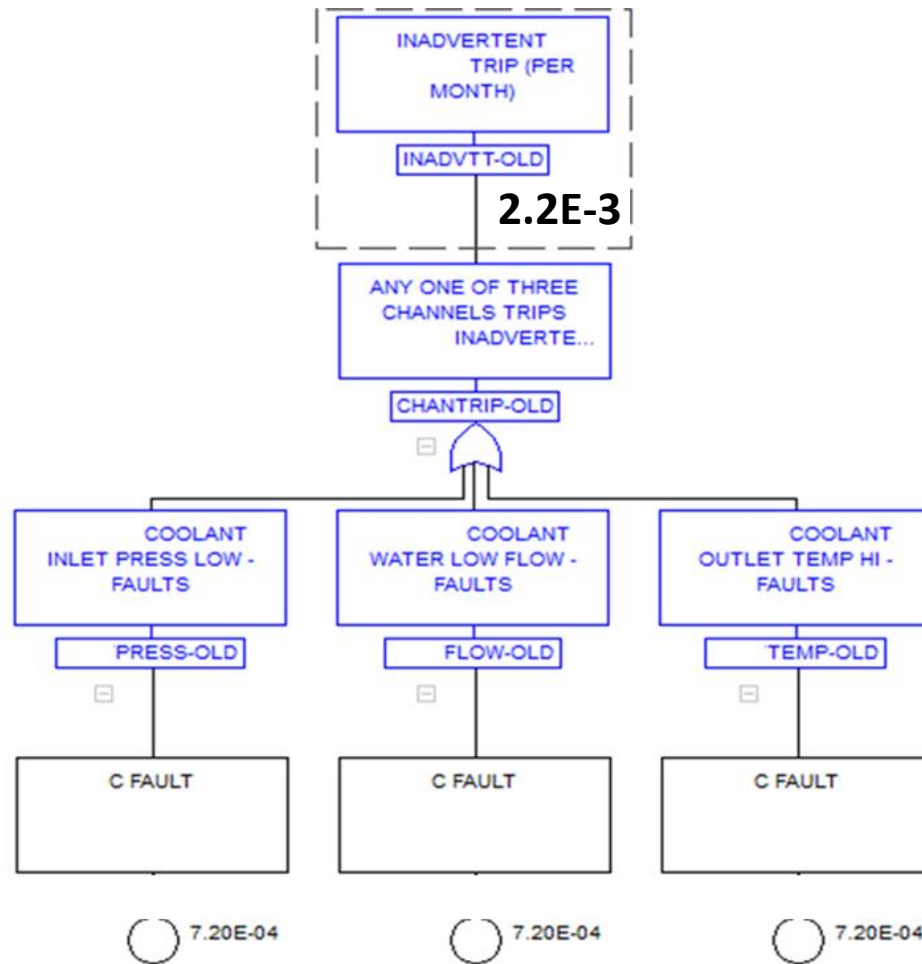 INADVERTENT
TRIP (PER
MONTH)
INADVTT-OLD
2.2E-3
ANY ONE OF THREE
CHANNELS TRIPS
INADVERTE...
CHANTRIP-OLD
COOLANT
INLET PRESS LOW -
FAULTS
COOLANT
WATER LOW FLOW -
FAULTS
COOLANT
OUTLET TEMP HI -
FAULTS
PRESS-OLD
FLOW-OLD
TEMP-OLD
C FAULT
C FAULT
C FAULT
7.20E-04
7.20E-04
7.20E-04